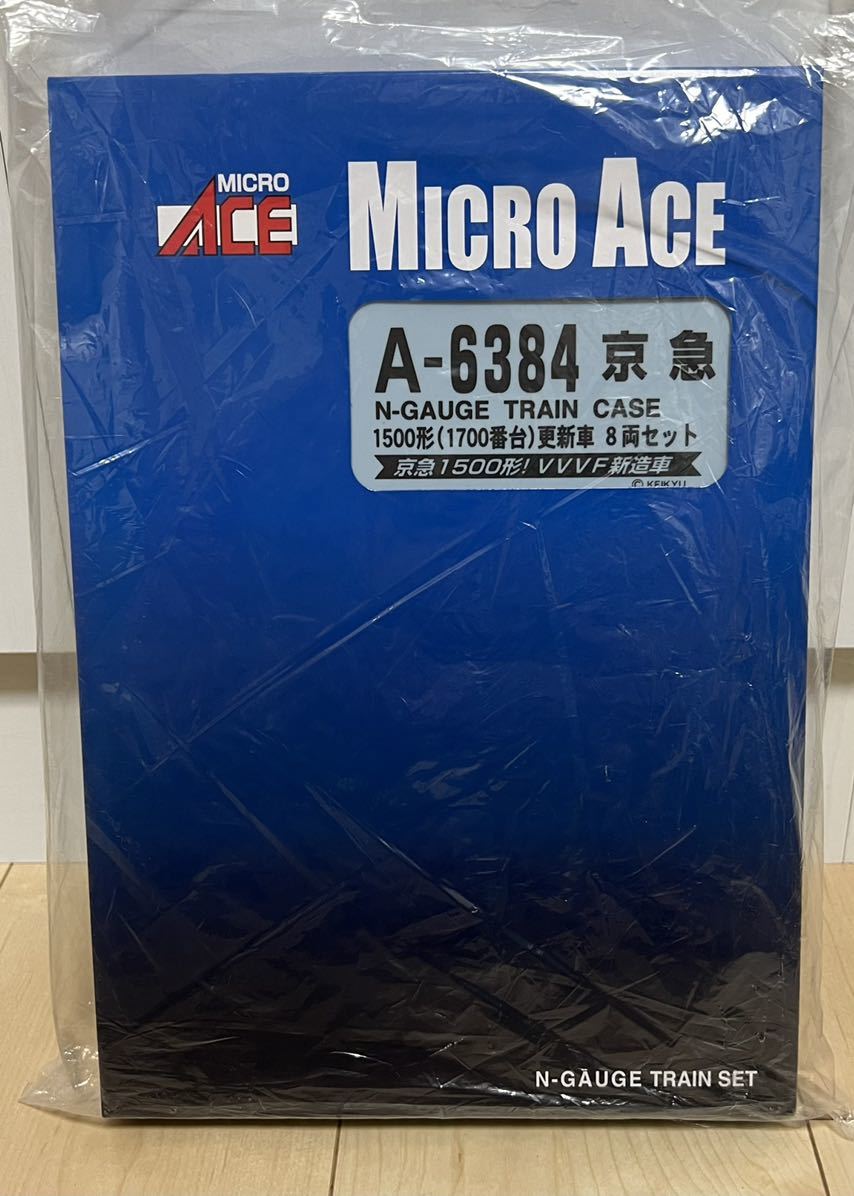 MICRO
ACE
MICRO ACE
A-6384 京急
N-GAUGE TRAIN CASE
1500形(1700番台)更新車 8両セット
京急1500形!VVVF新造車
© KEIKYU
N-GAUGE TRAIN SET